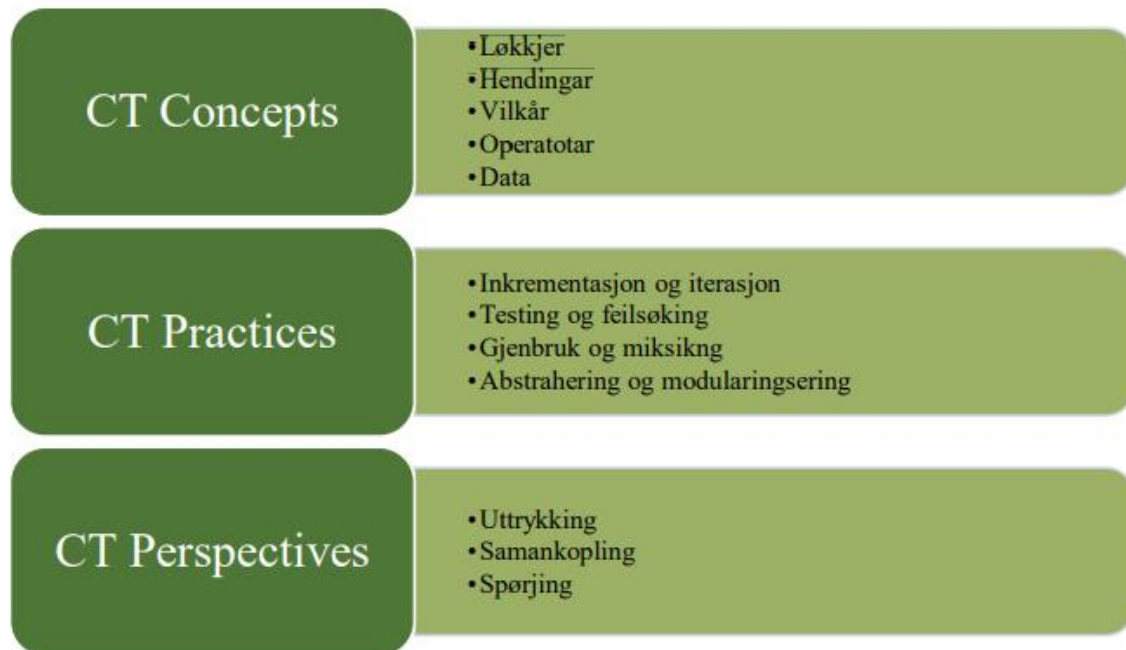 CT Concepts
•Løkkjer
•Hendingar
•Vilkår
•Operatotar
•Data
CT Practices
•Inkrementasjon og iterasjon
•Testing og feilsøking
•Gjenbruk og miksikng
•Abstrahering og modularingsering
CT Perspectives
•Uttrykking
•Samankopling
•Spørjing